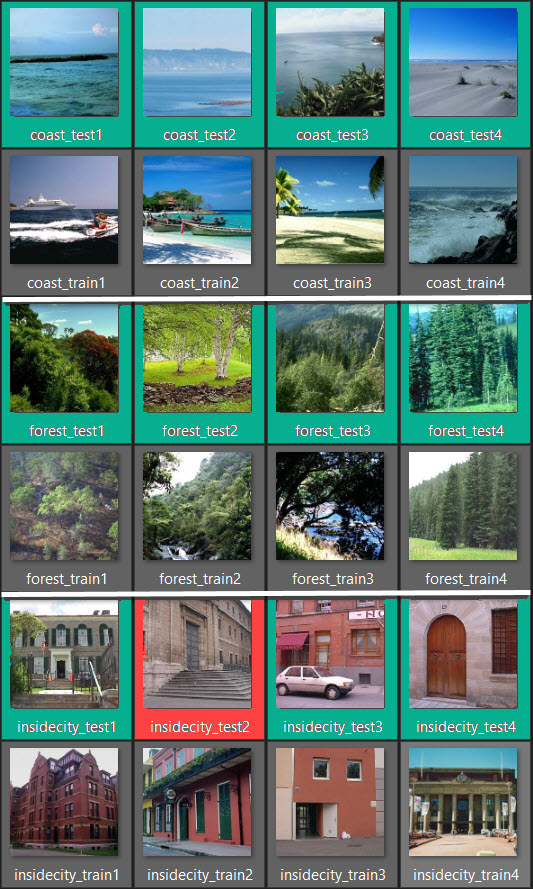 coast_test1 coast_test2 coast_test3 coast_test4
coast_train1 coast_train2 coast_train3 coast_train4
forest_test1 forest_test2 forest_test3 forest_test4
forest_train1 forest_train2 forest_train3 forest_train4
insidecity_test1 insidecity_test2 insidecity_test3 insidecity_test4
insidecity_train1 insidecity_train2 insidecity_train3 insidecity_train4